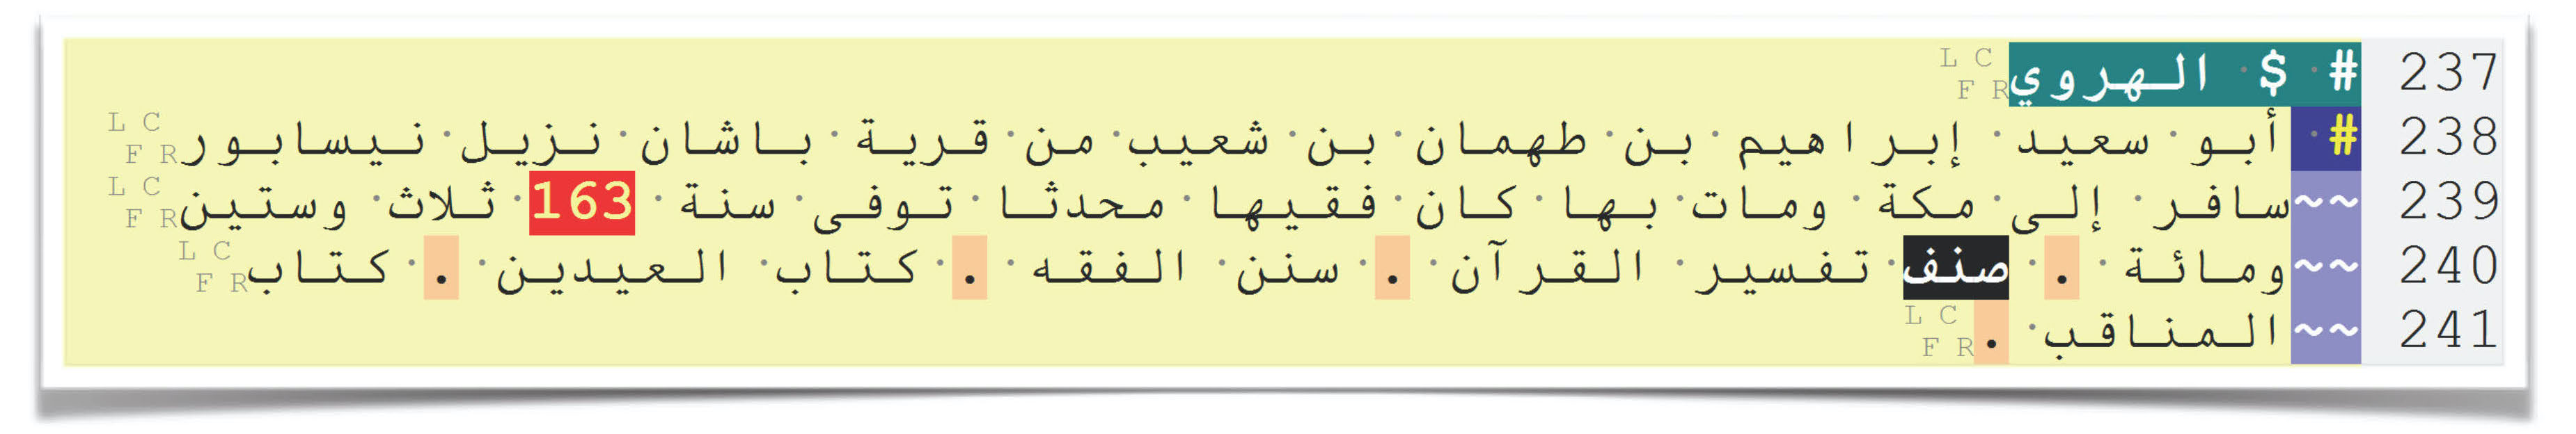 237 # $ الهروي
238 # أبو سعيد إبراهيم بن طهمان بن شعيب من قرية باشان نزيل نيسابور
239 ~~سافر إلى مكة ومات بها كان فقيها محدثا توفى سنة 163 ثلاث وستين
240 ~~ومائة . صنف تفسير القرآن . سنن الفقه . كتاب العيدين . كتاب
241 ~~المناقب .